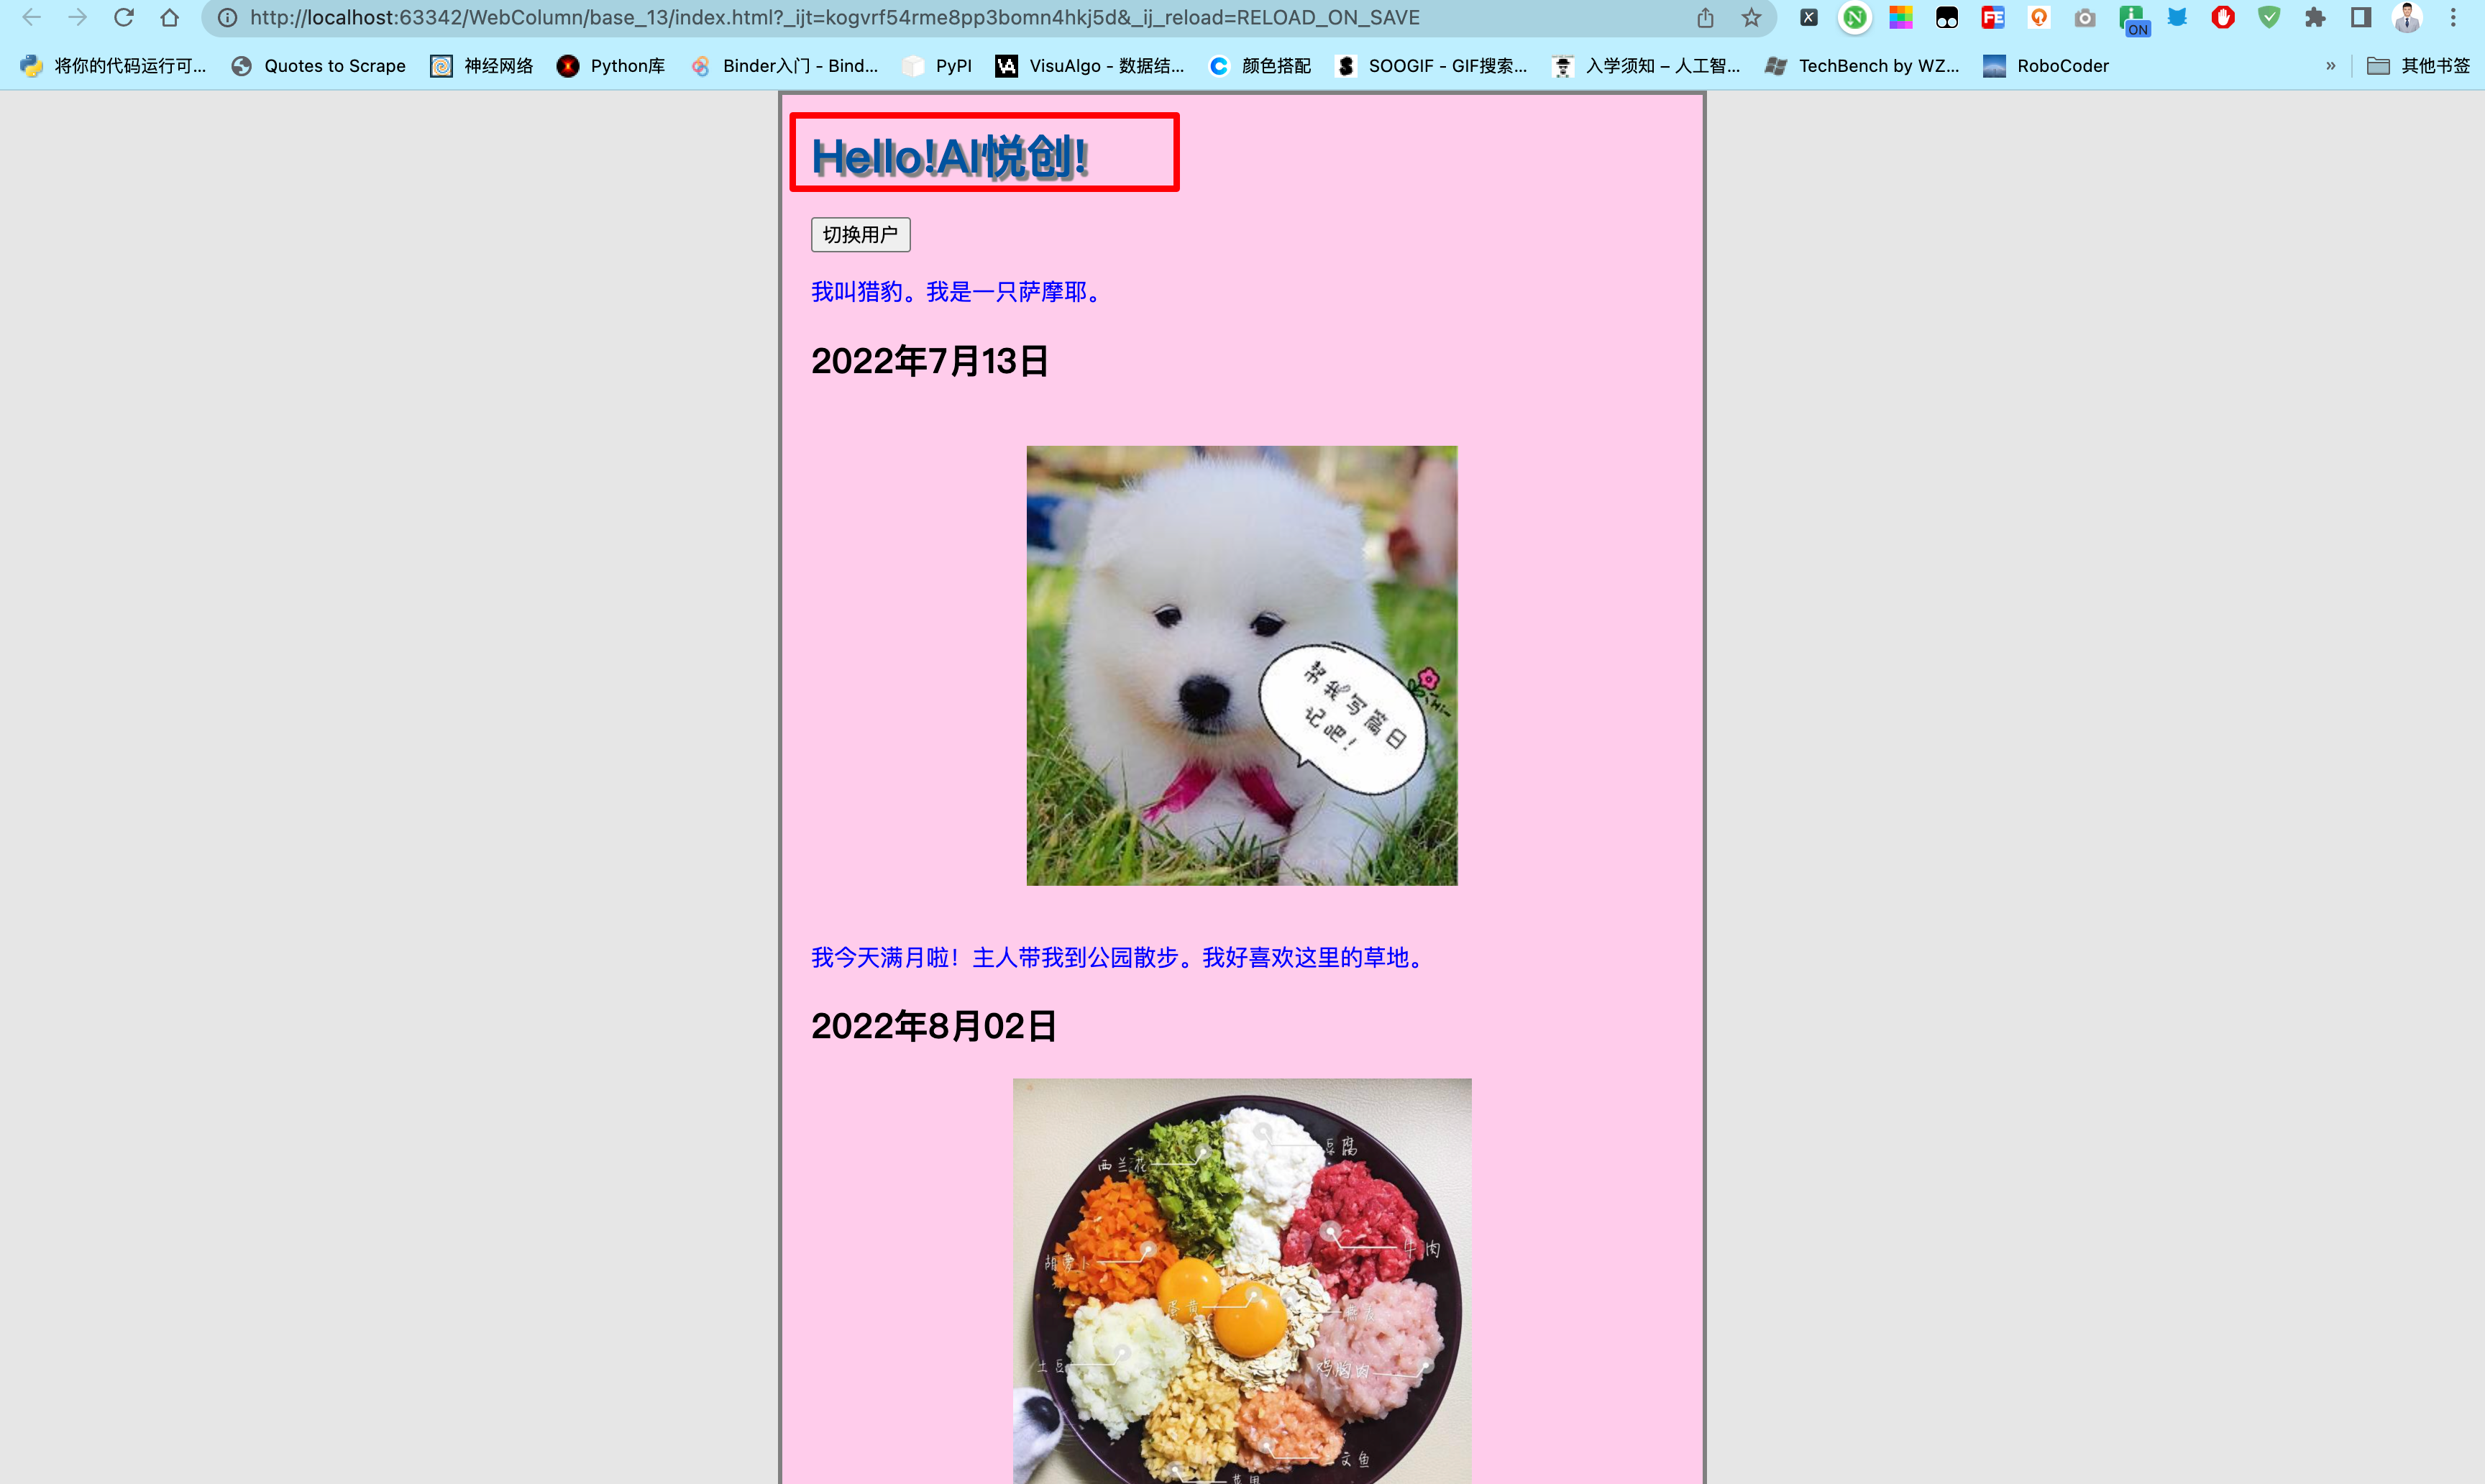 http://localhost:63342/WebColumn/base_13/index.html?_ijt=kogvrf54rme8pp3bomn4hkj5d&_ij_reload=RELOAD_ON_SAVE
ON
将你的代码运行可... Quotes to Scrape 神经网络 Python库 Binder入门 - Bind... PyPI VisuAlgo - 数据结... 颜色搭配 SOOGIF - GIF搜索... 入学须知 – 人工智... TechBench by WZ... RoboCoder » 其他书签
Hello!AI悦创!
切换用户
我叫猎豹。我是一只萨摩耶。
2022年7月13日
帮我写篇日
记吧！
我今天满月啦！主人带我到公园散步。我好喜欢这里的草地。
2022年8月02日
豆腐
西兰花
牛肉
胡萝卜
蛋黄
燕麦
土豆
鸡胸肉
文鱼
苹果